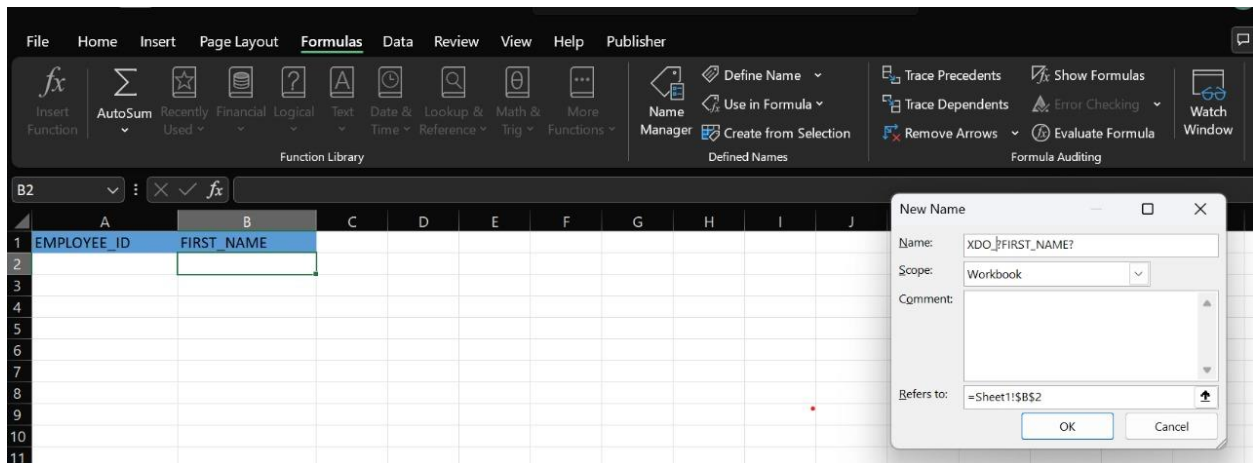 File Home Insert Page Layout Formulas Data Review View Help Publisher
Insert Function
AutoSum
Recently Used
Financial
Logical
Text
Date & Time
Lookup & Reference
Math & Trig
More Functions
Function Library
Name Manager
Define Name
Use in Formula
Create from Selection
Defined Names
Trace Precedents
Trace Dependents
Remove Arrows
Show Formulas
Error Checking
Evaluate Formula
Formula Auditing
Watch Window
B2
fx
A B C D E F G H I J
1 EMPLOYEE_ID FIRST_NAME
2
3
4
5
6
7
8
9
10
11
New Name
Name: XDO_?FIRST_NAME?
Scope: Workbook
Comment:
Refers to: =Sheet1!$B$2
OK Cancel